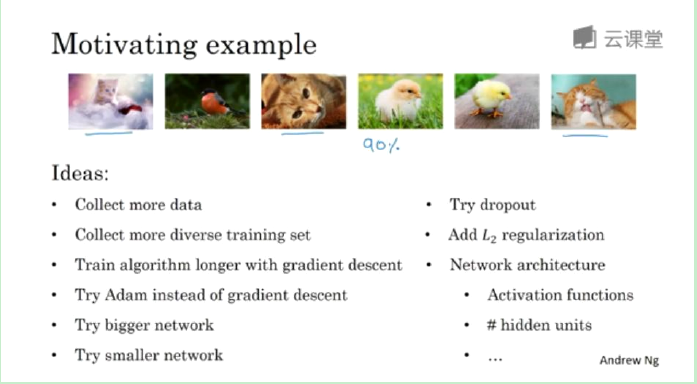 Motivating example
云课堂
90%
Ideas:
• Collect more data
• Collect more diverse training set
• Train algorithm longer with gradient descent
• Try Adam instead of gradient descent
• Try bigger network
• Try smaller network
• Try dropout
• Add L₂ regularization
• Network architecture
• Activation functions
• # hidden units
• ...
Andrew Ng